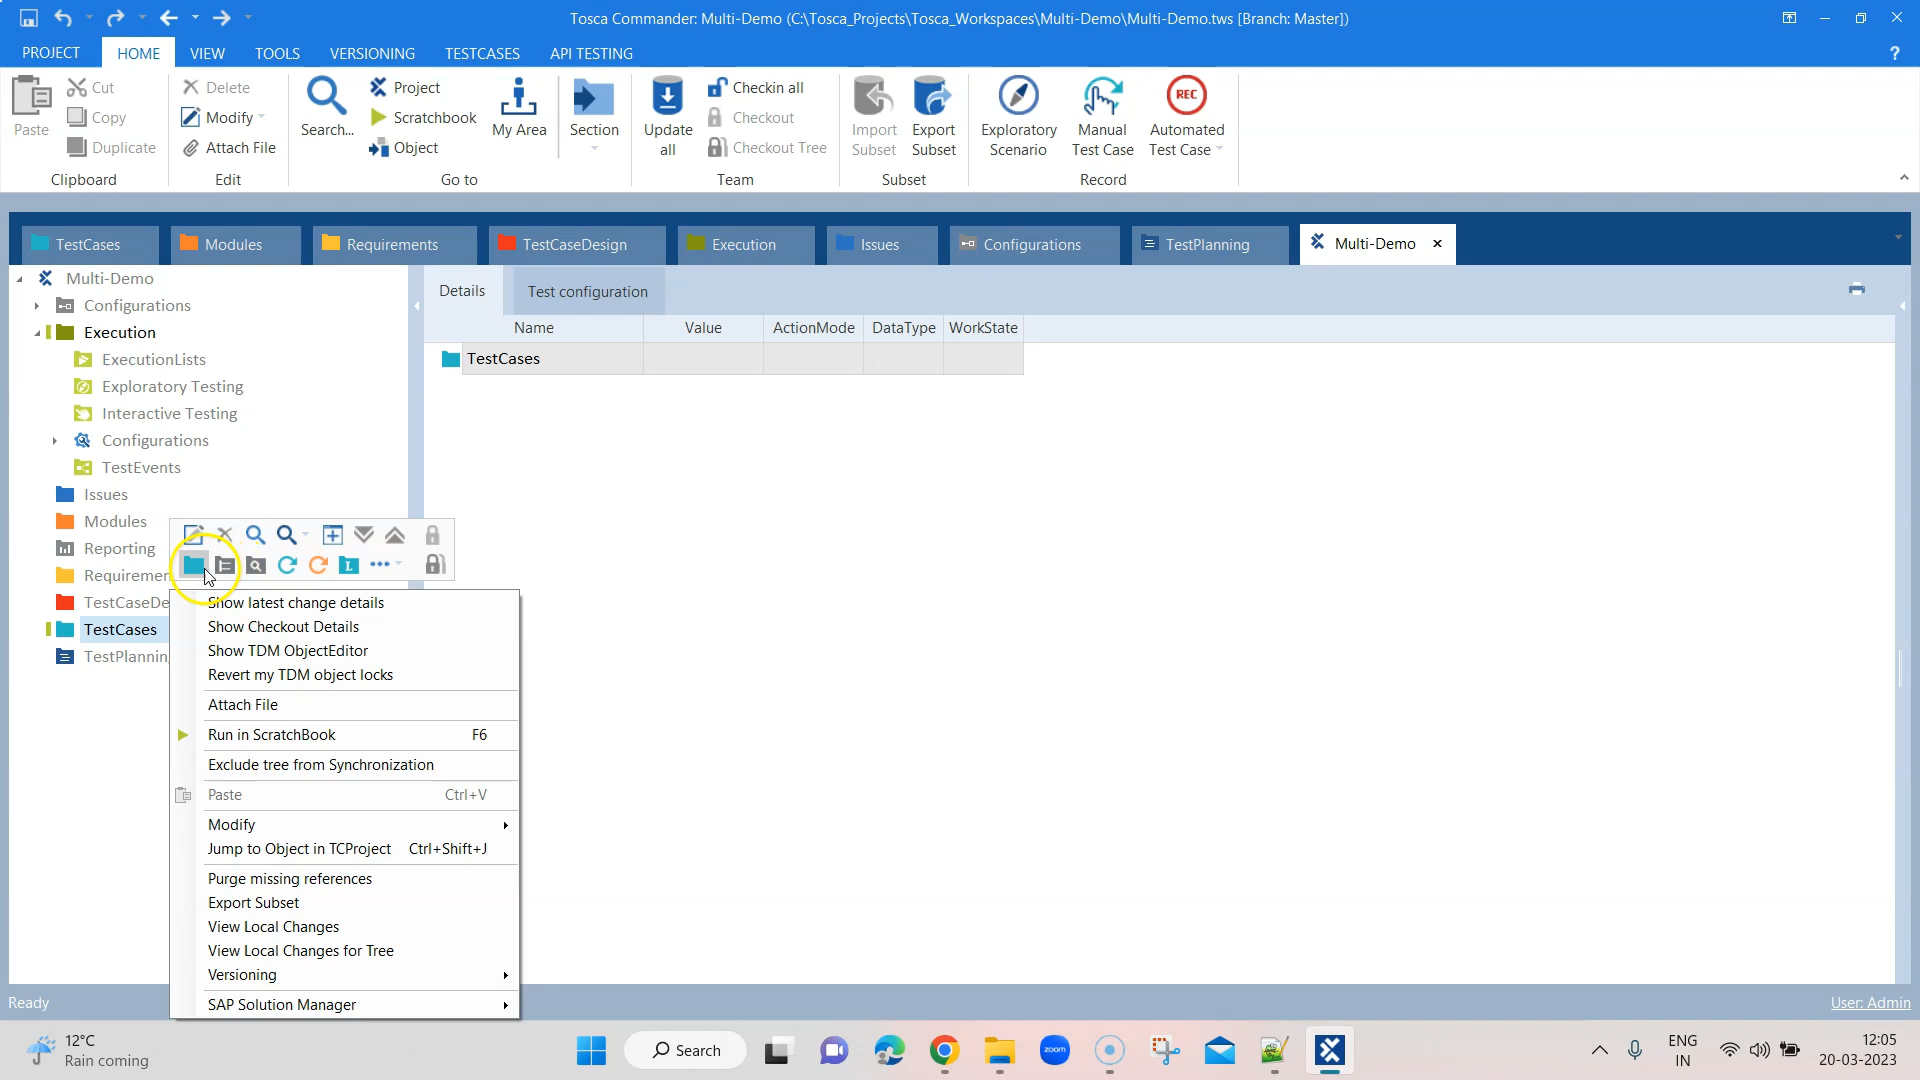 Tosca Commander: Multi-Demo (C:\Tosca_Projects\Tosca_Workspaces\Multi-Demo\Multi-Demo.tws [Branch: Master])
PROJECT HOME VIEW TOOLS VERSIONING TESTCASES API TESTING ?
Paste
Cut
Copy
Duplicate
Clipboard
Delete
Modify
Attach File
Edit
Search...
Project
Scratchbook
Object
My Area
Section
Go to
Update all
Checkin all
Checkout
Checkout Tree
Team
Import Subset
Export Subset
Subset
Exploratory Scenario
Manual Test Case
REC
Automated Test Case
Record
TestCases Modules Requirements TestCaseDesign Execution Issues Configurations TestPlanning Multi-Demo
Multi-Demo
Configurations
Execution
ExecutionLists
Exploratory Testing
Interactive Testing
Configurations
TestEvents
Issues
Modules
Reporting
Requiremen
TestCaseDe
TestCases
TestPlannin
Details Test configuration
Name Value ActionMode DataType WorkState
TestCases
L
Show latest change details
Show Checkout Details
Show TDM ObjectEditor
Revert my TDM object locks
Attach File
Run in ScratchBook F6
Exclude tree from Synchronization
Paste Ctrl+V
Modify
Jump to Object in TCProject Ctrl+Shift+J
Purge missing references
Export Subset
View Local Changes
View Local Changes for Tree
Versioning
SAP Solution Manager
Ready User: Admin
12°C
Rain coming
Search
zoom
ENG
IN
12:05
20-03-2023